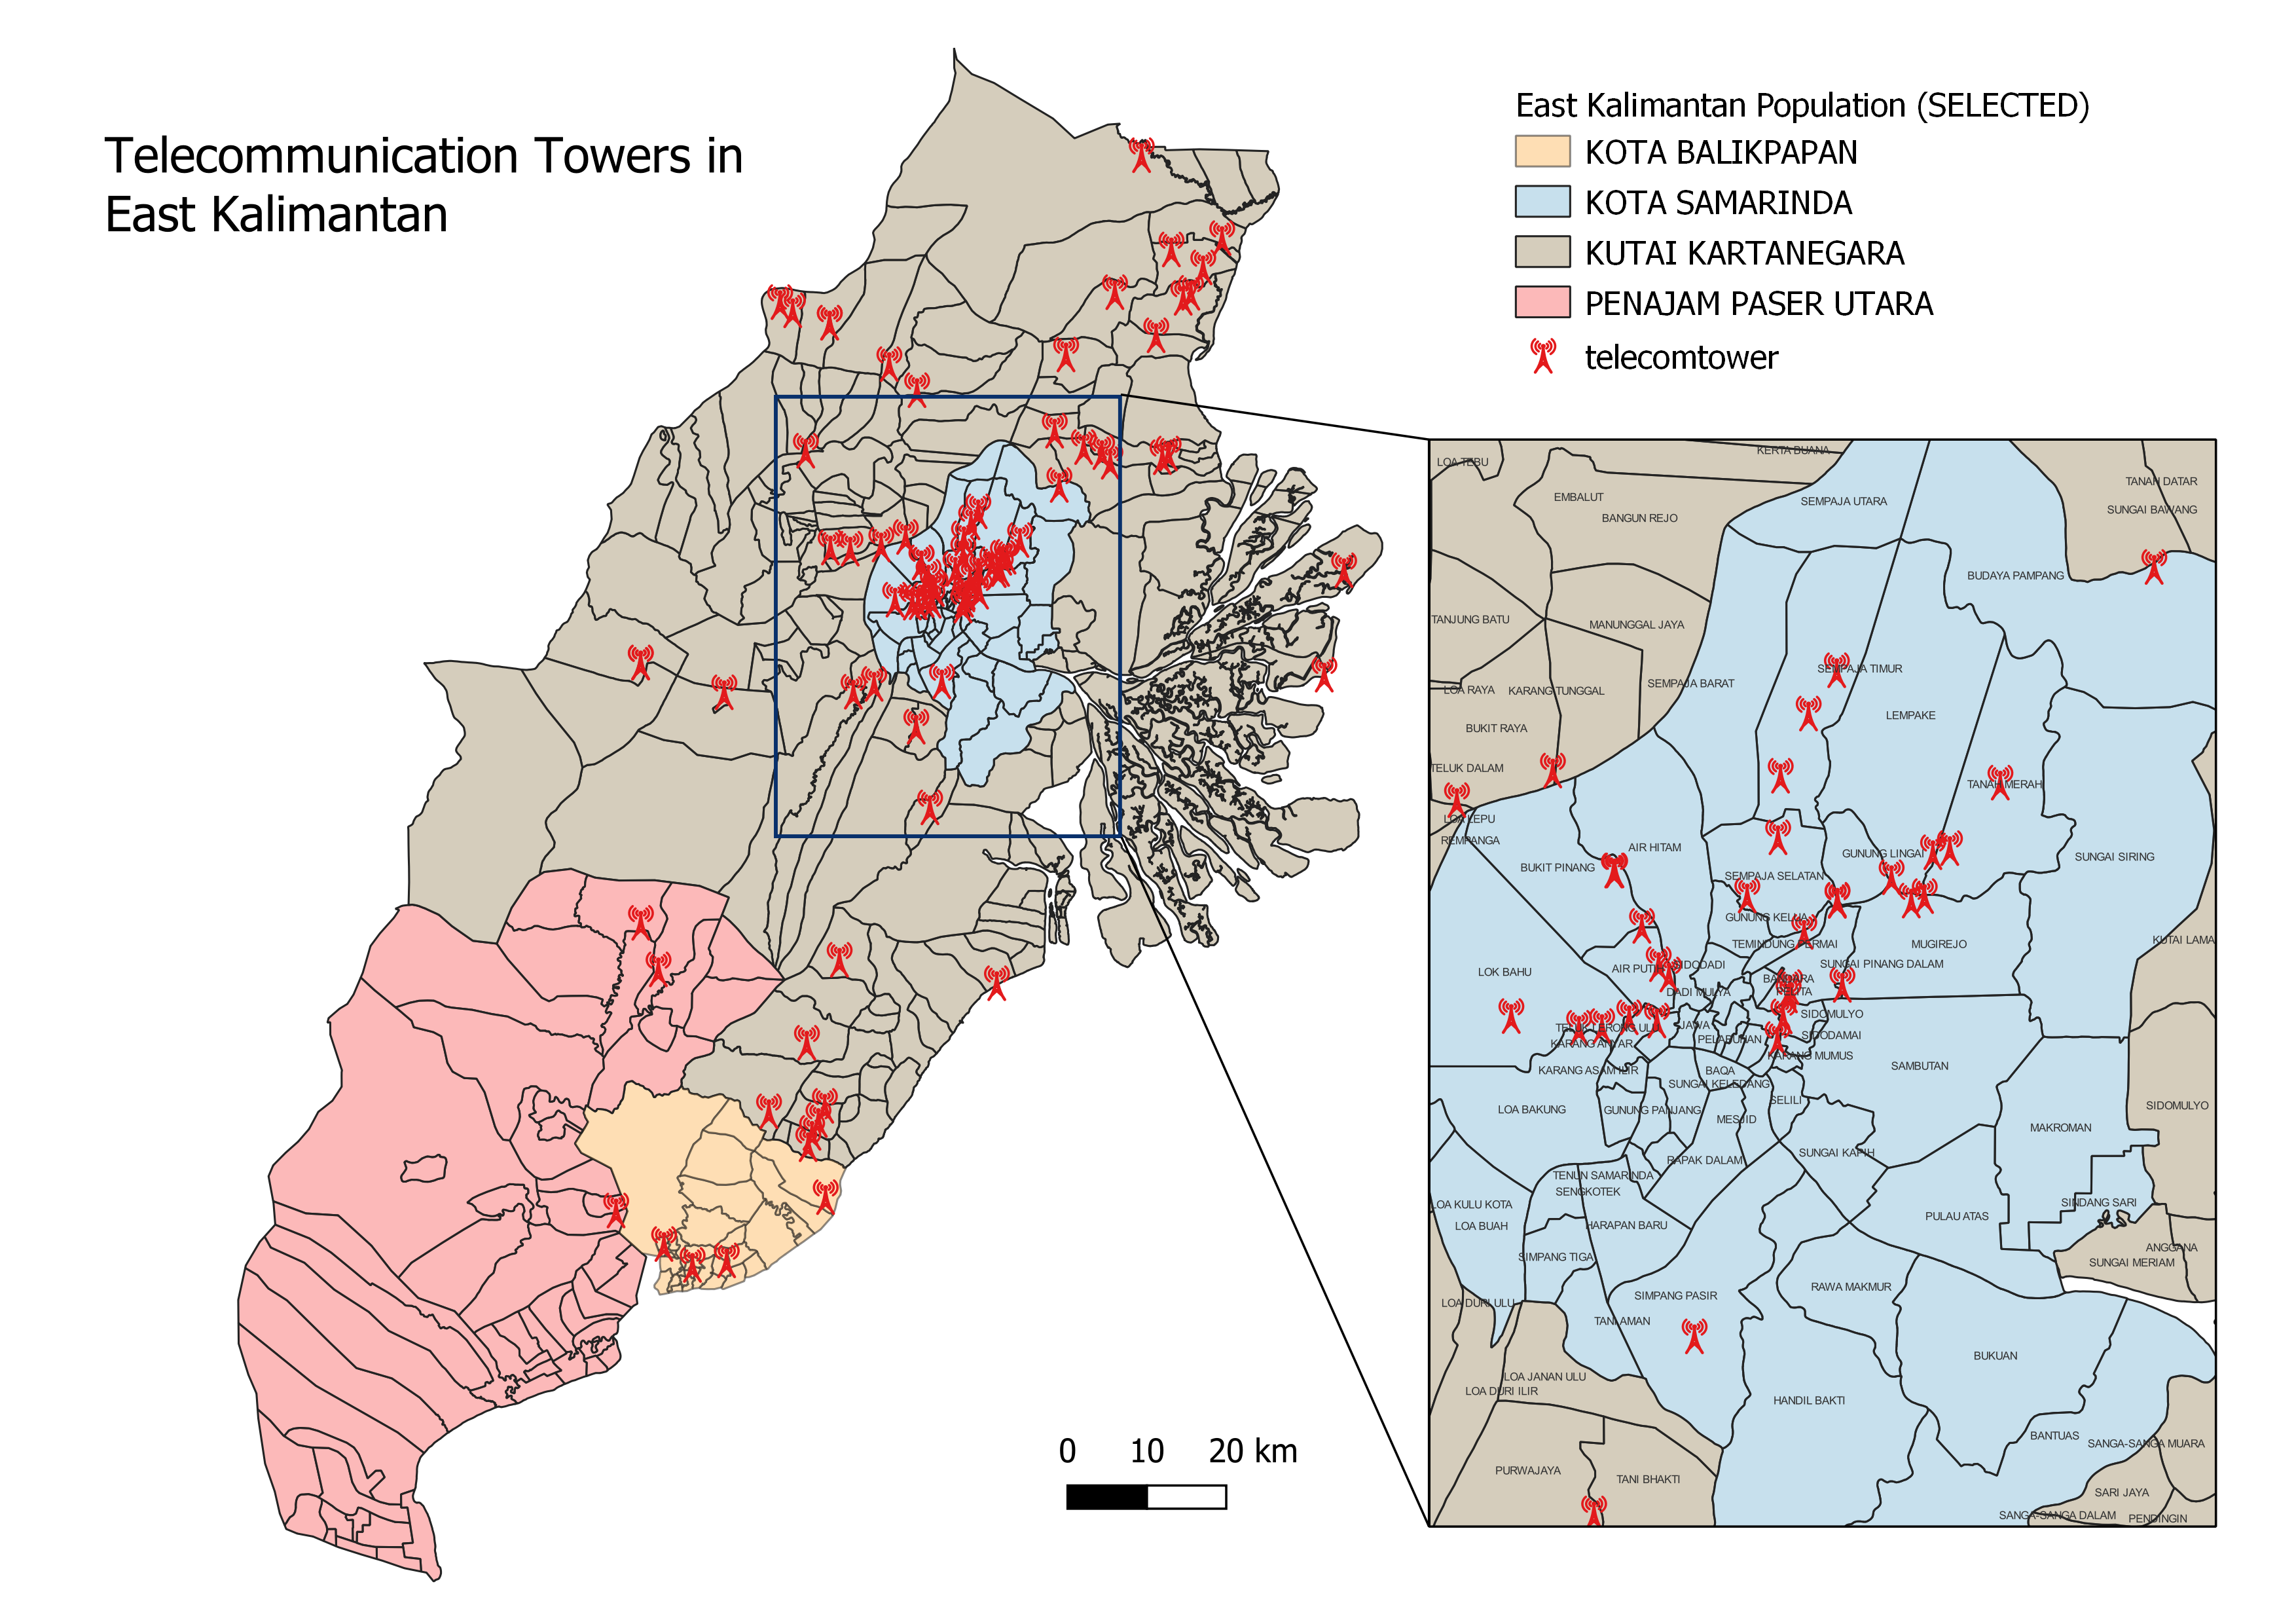 Telecommunication Towers in
East Kalimantan
East Kalimantan Population (SELECTED)
KOTA BALIKPAPAN
KOTA SAMARINDA
KUTAI KARTANEGARA
PENAJAM PASER UTARA
telecomtower
KERTA BUANA
LOA TEBU
TANAH DATAR
EMBALUT
SEMPAJA UTARA
SUNGAI BAWANG
BANGUN REJO
BUDAYA PAMPANG
TANJUNG BATU
MANUNGGAL JAYA
SEMPAJA TIMUR
SEMPAJA BARAT
LOA RAYA
KARANG TUNGGAL
LEMPAKE
BUKIT RAYA
TELUK DALAM
TANAH MERAH
LOA LEPU
REMPANGA
AIR HITAM
GUNUNG LINGAI
SUNGAI SIRING
BUKIT PINANG
SEMPAJA SELATAN
GUNUNG KELUA
TEMINDUNG PERMAI
MUGIREJO
KUTAI LAMA
SUNGAI PINANG DALAM
LOK BAHU
AIR PUTIH
SIDODADI
BANDARA
DADI MULYA
PELITA
SIDOMULYO
TELUK LERONG ULU
JAWA
SIDODAMAI
KARANG ANYAR
PELABUHAN
KARANG MUMUS
SAMBUTAN
KARANG ASAM ILIR
BAQA
SUNGAI KELEDANG
SELILI
LOA BAKUNG
GUNUNG PANJANG
MESJID
SIDOMULYO
MAKROMAN
SUNGAI KAPIH
RAPAK DALAM
TENUN SAMARINDA
SENGKOTEK
LOA KULU KOTA
SINDANG SARI
PULAU ATAS
LOA BUAH
HARAPAN BARU
ANGGANA
SIMPANG TIGA
SUNGAI MERIAM
RAWA MAKMUR
SIMPANG PASIR
LOA DURI ULU
TANI AMAN
BUKUAN
LOA JANAN ULU
LOA DURI ILIR
HANDIL BAKTI
BANTUAS
SANGA-SANGA MUARA
PURWAJAYA
TANI BHAKTI
SARI JAYA
SANGA-SANGA DALAM
PENDINGIN
0 10 20 km